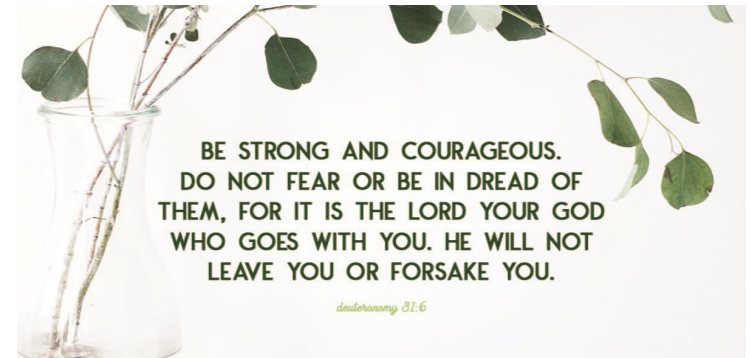 BE STRONG AND COURAGEOUS.
DO NOT FEAR OR BE IN DREAD OF
THEM, FOR IT IS THE LORD YOUR GOD
WHO GOES WITH YOU. HE WILL NOT
LEAVE YOU OR FORSAKE YOU.
deuteronomy 31:6